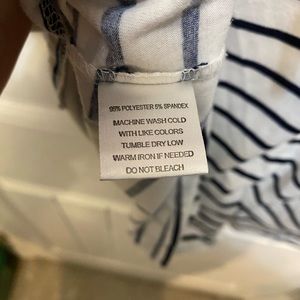 95% POLYESTER 5% SPANDEX
MACHINE WASH COLD
WITH LIKE COLORS
TUMBLE DRY LOW
WARM IRON IF NEEDED
DO NOT BLEACH